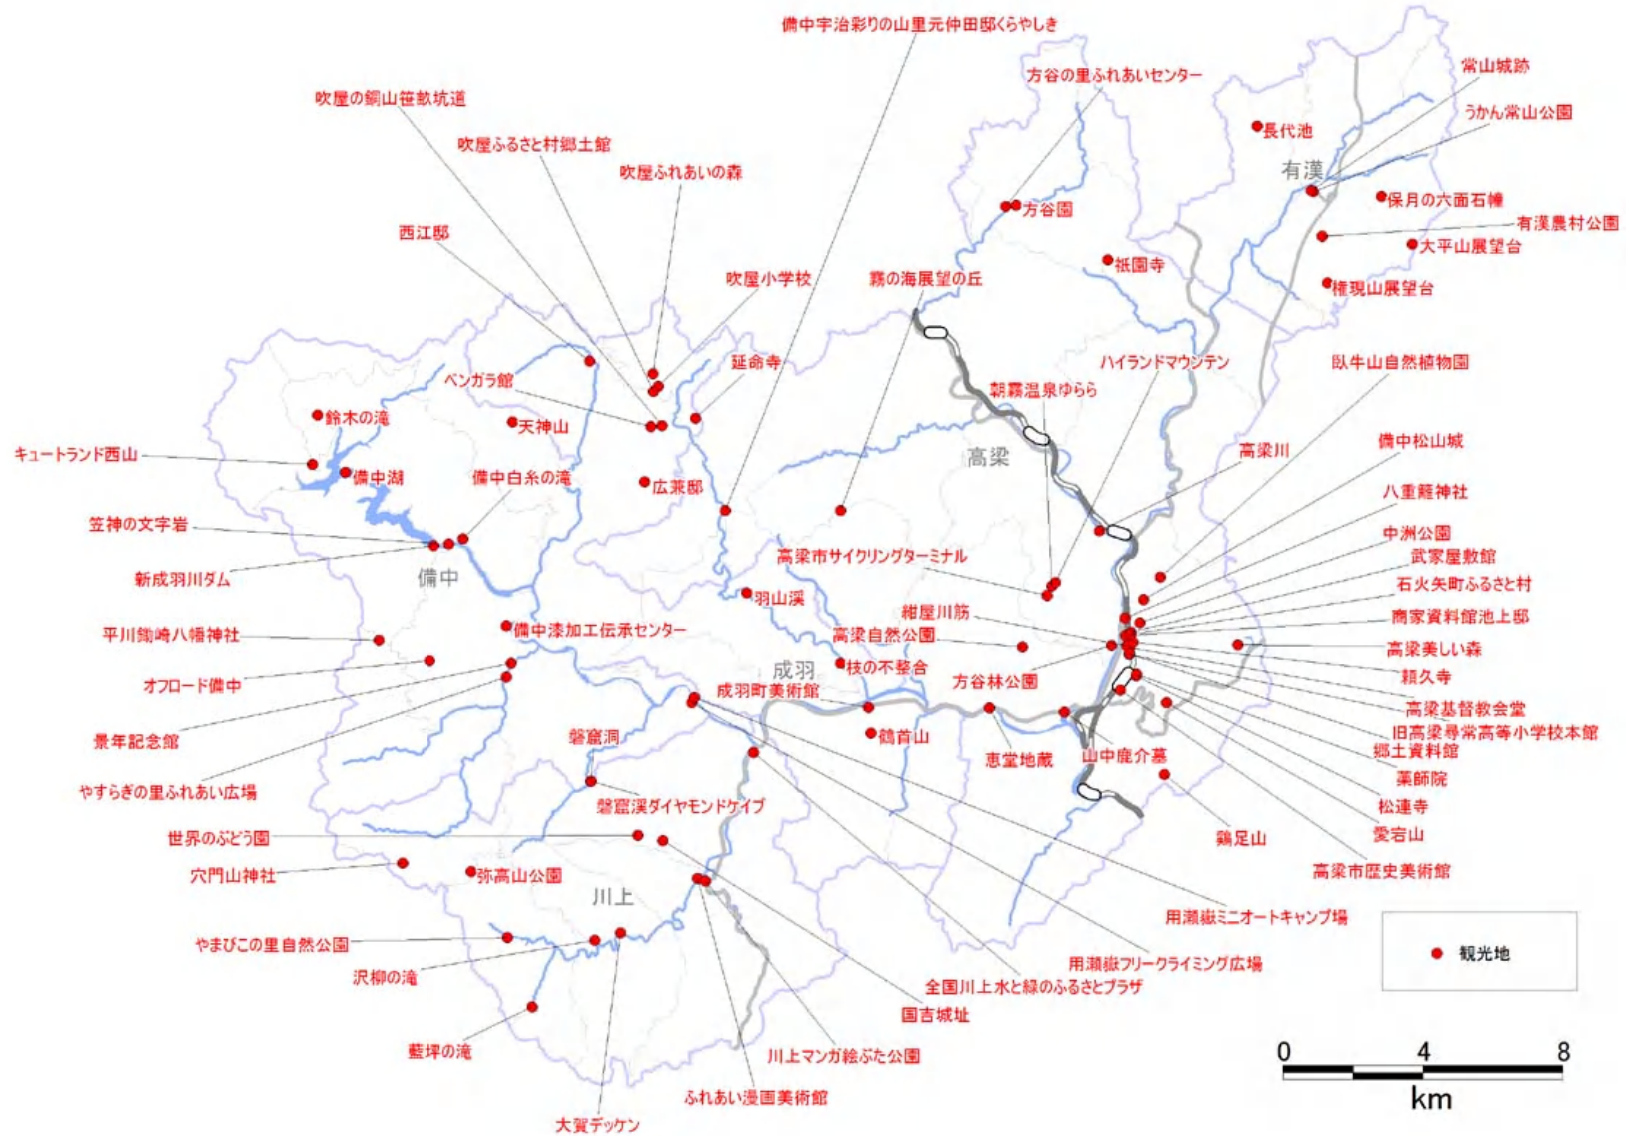 備中宇治彩りの山里元仲田邸くらやしき
常山城跡
方谷の里ふれあいセンター
吹屋の銅山笹畝坑道
うかん常山公園
長代池
吹屋ふるさと村郷土館
有漢
吹屋ふれあいの森
保月の六面石幢
方谷園
有漢農村公園
西江邸
大平山展望台
祇園寺
吹屋小学校
霧の海展望の丘
権現山展望台
延命寺
ハイランドマウンテン
臥牛山自然植物園
ベンガラ館
朝霧温泉ゆらら
鈴木の滝
天神山
備中松山城
高梁川
キュートランド西山
高梁
備中湖
備中白糸の滝
広兼邸
八重籬神社
笠神の文字岩
中洲公園
高梁市サイクリングターミナル
武家屋敷館
新成羽川ダム
備中
石火矢町ふるさと村
羽山渓
紺屋川筋
商家資料館池上邸
平川鋤崎八幡神社
備中漆加工伝承センター
高梁自然公園
高梁美しい森
成羽
枝の不整合
頼久寺
オフロード備中
方谷林公園
成羽町美術館
高梁基督教会堂
旧高梁尋常高等小学校本館
景年記念館
磐窟洞
鶴首山
郷土資料館
恵堂地蔵
山中鹿介墓
薬師院
やすらぎの里ふれあい広場
磐窟渓ダイヤモンドケイブ
松連寺
世界のぶどう園
鶏足山
愛宕山
穴門山神社
弥高山公園
高梁市歴史美術館
川上
用瀬嶽ミニオートキャンプ場
やまびこの里自然公園
観光地
沢柳の滝
用瀬嶽フリークライミング広場
全国川上水と緑のふるさとプラザ
国吉城址
藍坪の滝
川上マンガ絵ぶた公園
0 4 8
km
ふれあい漫画美術館
大賀デッケン